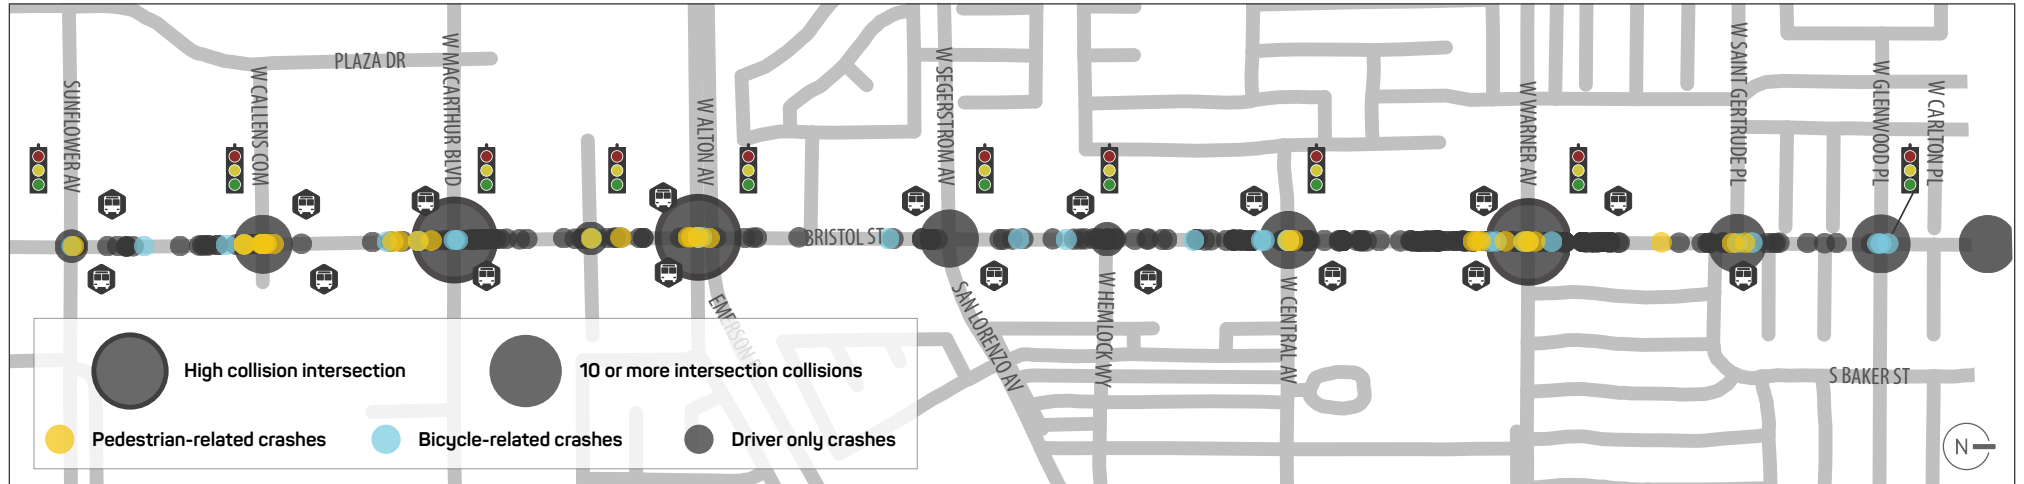 SUNFLOWER AV
W CALLENS COM
PLAZA DR
W MACARTHUR BLVD
W ALTON AV
W SEGERSTROM AV
W WARNER AV
W SAINT GERTRUDE PL
W GLENWOOD PL
W CARLTON PL
BRISTOL ST
EMERSON
SAN LORENZO AV
W HEMLOCK WY
W CENTRAL AV
S BAKER ST
High collision intersection
10 or more intersection collisions
Pedestrian-related crashes
Bicycle-related crashes
Driver only crashes
N